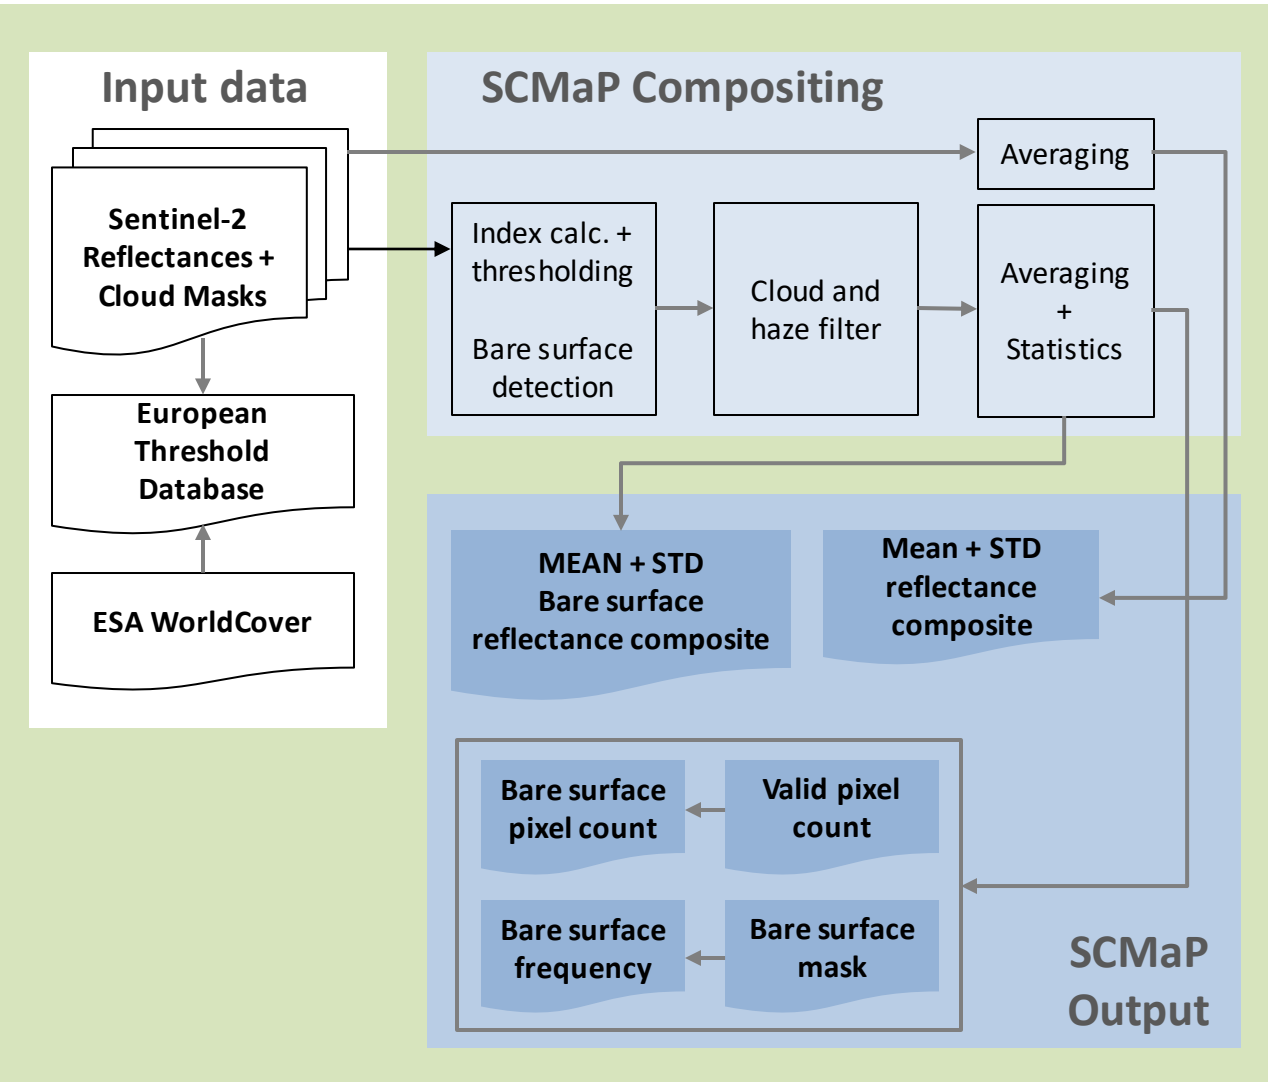 Input data
Sentinel-2
Reflectances +
Cloud Masks
European
Threshold
Database
ESA WorldCover
SCMaP Compositing
Averaging
Index calc. +
thresholding
Bare surface
detection
Cloud and
haze filter
Averaging
+
Statistics
MEAN + STD
Bare surface
reflectance composite
Mean + STD
reflectance
composite
Bare surface
pixel count
Valid pixel
count
Bare surface
frequency
Bare surface
mask
SCMaP
Output